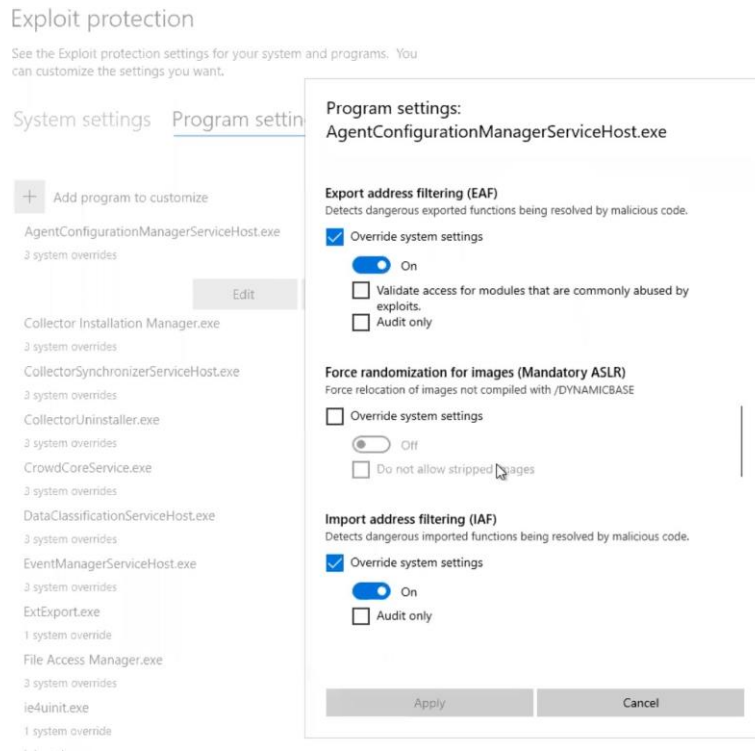 Exploit protection
See the Exploit protection settings for your system and programs. You
can customize the settings you want.
System settings
Program settin
Add program to customize
AgentConfigurationManagerServiceHost.exe
3 system overrides
Edit
Collector Installation Manager.exe
3 system overrides
CollectorSynchronizerServiceHost.exe
3 system overrides
CollectorUninstaller.exe
3 system overrides
CrowdCoreService.exe
3 system overrides
DataClassificationServiceHost.exe
3 system overrides
EventManagerServiceHost.exe
3 system overrides
ExtExport.exe
1 system override
File Access Manager.exe
3 system overrides
ie4uinit.exe
1 system override
Program settings:
AgentConfigurationManagerServiceHost.exe
Export address filtering (EAF)
Detects dangerous exported functions being resolved by malicious code.
Override system settings
On
Validate access for modules that are commonly abused by
exploits.
Audit only
Force randomization for images (Mandatory ASLR)
Force relocation of images not compiled with /DYNAMICBASE
Override system settings
Off
Do not allow stripped images
Import address filtering (IAF)
Detects dangerous imported functions being resolved by malicious code.
Override system settings
On
Audit only
Apply
Cancel